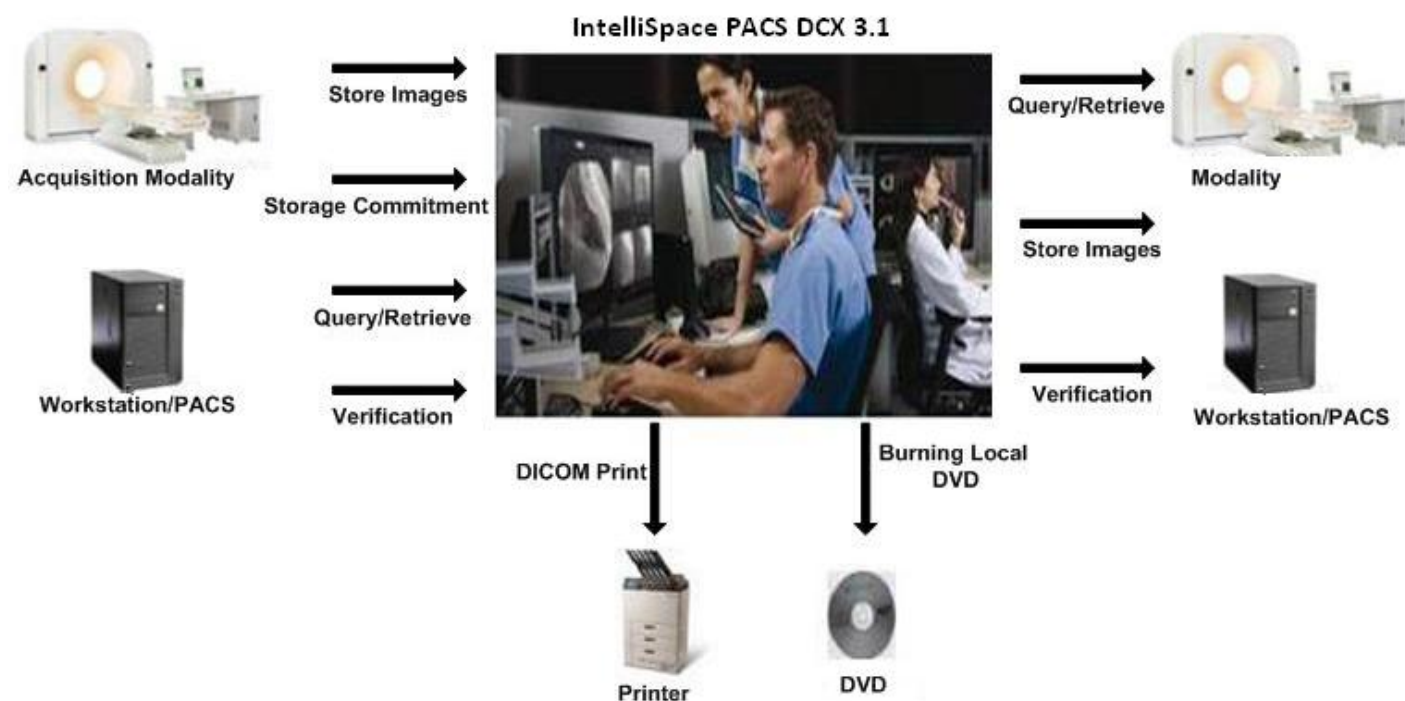 IntelliSpace PACS DCX 3.1
Store Images
Acquisition Modality
Storage Commitment
Query/Retrieve
Workstation/PACS
Verification
Query/Retrieve
Modality
Store Images
Verification
Workstation/PACS
DICOM Print
Burning Local
DVD
Printer
DVD